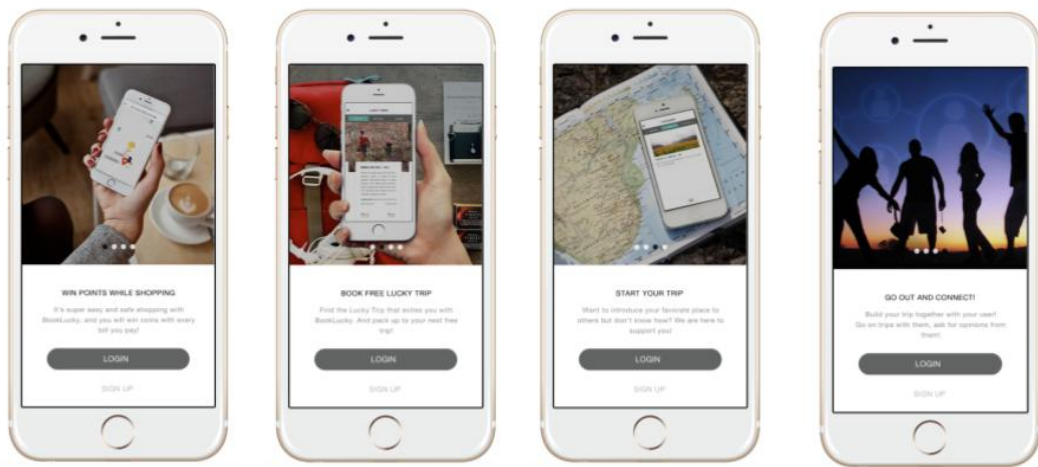 WIN POINTS WHILE SHOPPING
It's super easy and safe shopping with
BookLucky, and you will win coins with every
bill you pay!
LOGIN
SIGN UP
LUCKY TRIPS
BOOK FREE LUCKY TRIP
Find the Lucky Trip that exites you with
BookLucky. And pack up to your next free
trip!
LOGIN
SIGN UP
START YOUR TRIP
Want to introduce your favorate place to
others but don't know how? We are here to
support you!
LOGIN
SIGN UP
GO OUT AND CONNECT!
Build your trip together with your user!
Go on trips with them, ask for opinions from
them!
LOGIN
SIGN UP